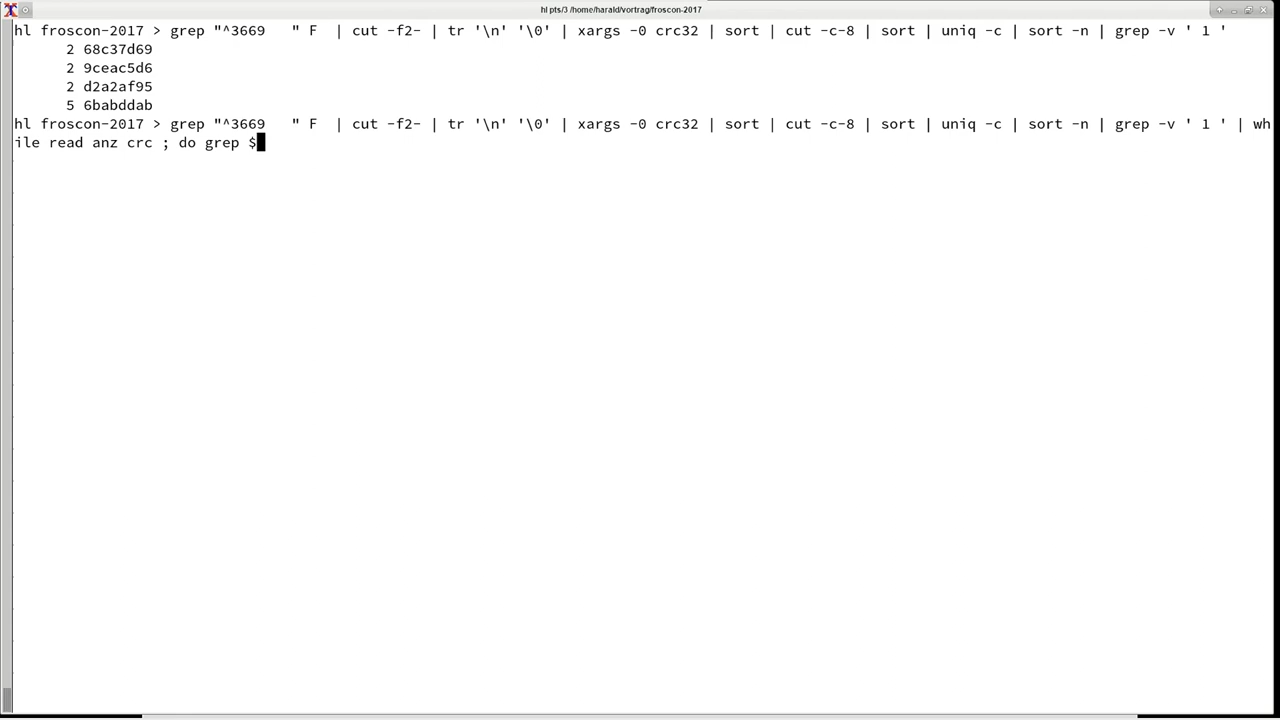 hl pts/3 /home/harald/vortrag/froscon-2017
hl froscon-2017 > grep "^3669   " F  | cut -f2- | tr '\n' '\0' | xargs -0 crc32 | sort | cut -c-8 | sort | uniq -c | sort -n | grep -v ' 1 '
      2 68c37d69
      2 9ceac5d6
      2 d2a2af95
      5 6babddab
hl froscon-2017 > grep "^3669   " F  | cut -f2- | tr '\n' '\0' | xargs -0 crc32 | sort | cut -c-8 | sort | uniq -c | sort -n | grep -v ' 1 ' | wh
ile read anz crc ; do grep $